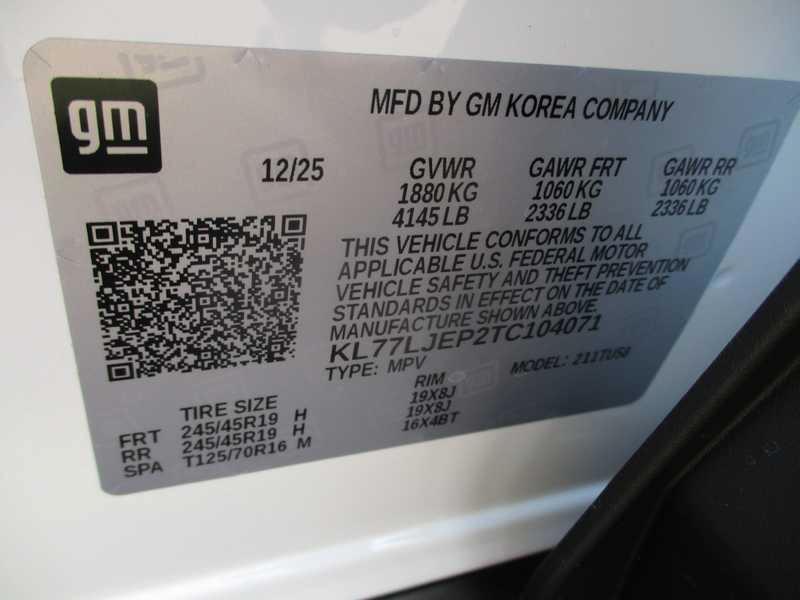 gm
MFD BY GM KOREA COMPANY
12/25 GVWR GAWR FRT GAWR RR
1880 KG 1060 KG 1060 KG
4145 LB 2336 LB 2336 LB
THIS VEHICLE CONFORMS TO ALL
APPLICABLE U.S. FEDERAL MOTOR
VEHICLE SAFETY AND THEFT PREVENTION
STANDARDS IN EFFECT ON THE DATE OF
MANUFACTURE SHOWN ABOVE.
KL77LJEP2TC104071
TYPE: MPV MODEL: 211TUS8
TIRE SIZE RIM
FRT 245/45R19 H 19X8J
RR 245/45R19 H 19X8J
SPA T125/70R16 M 16X4BT